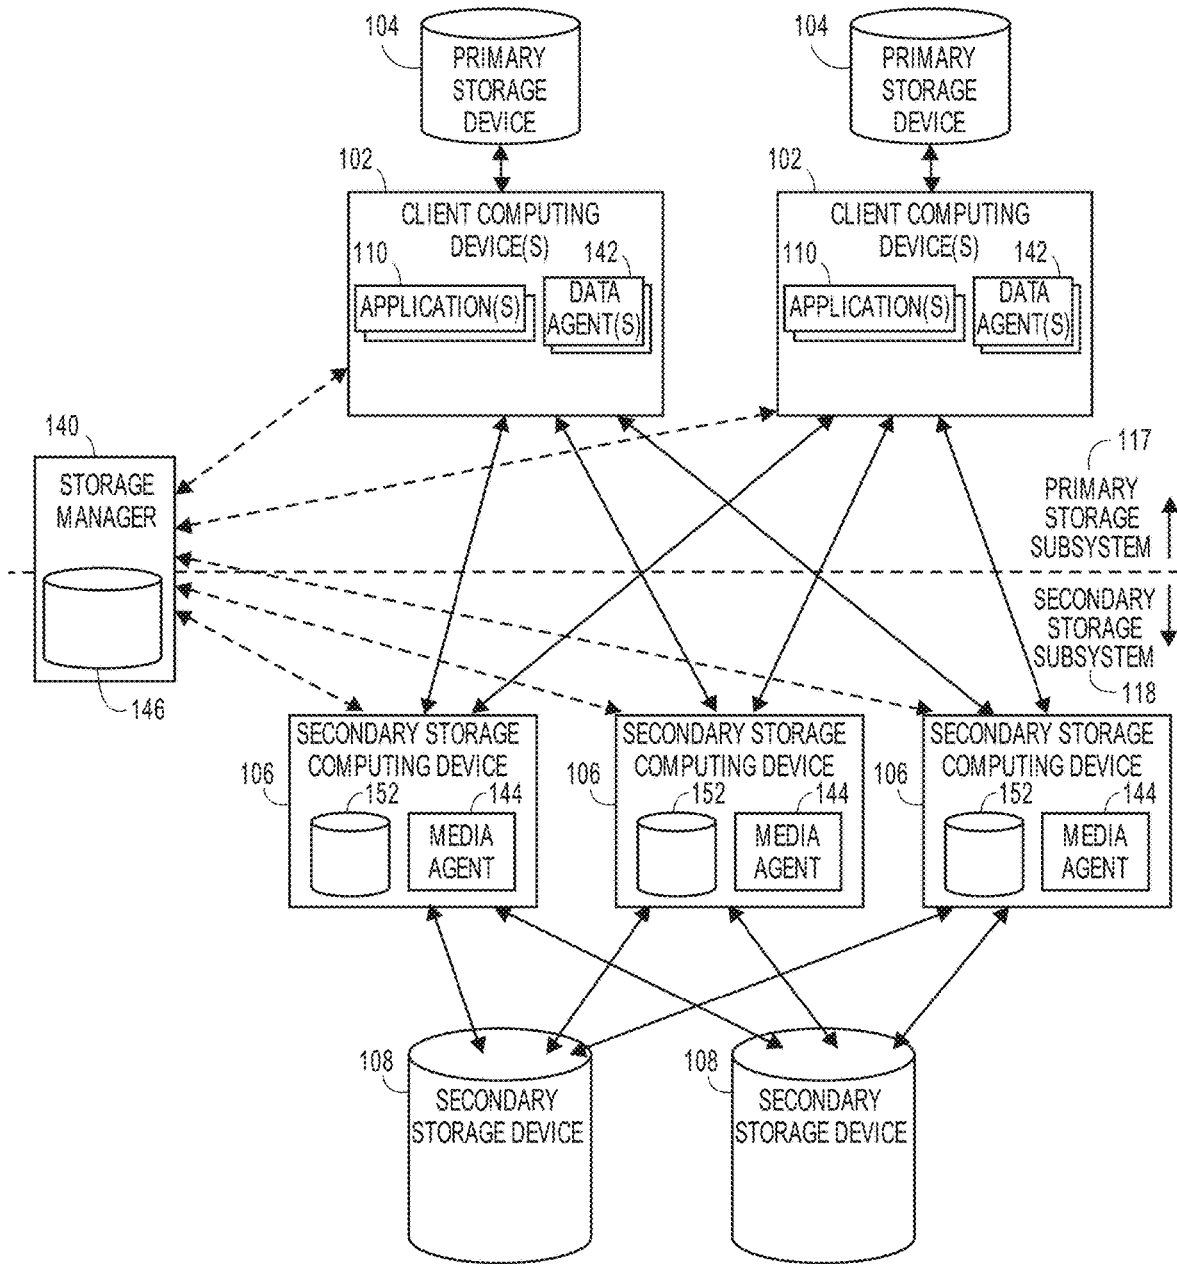 104
PRIMARY
STORAGE
DEVICE
104
PRIMARY
STORAGE
DEVICE
102
CLIENT COMPUTING
DEVICE(S)
110
APPLICATION(S)
142
DATA
AGENT(S)
102
CLIENT COMPUTING
DEVICE(S)
110
APPLICATION(S)
142
DATA
AGENT(S)
140
STORAGE
MANAGER
146
117
PRIMARY
STORAGE
SUBSYSTEM
SECONDARY
STORAGE
SUBSYSTEM
118
106
SECONDARY STORAGE
COMPUTING DEVICE
152
144
MEDIA
AGENT
106
SECONDARY STORAGE
COMPUTING DEVICE
152
144
MEDIA
AGENT
106
SECONDARY STORAGE
COMPUTING DEVICE
152
144
MEDIA
AGENT
108
SECONDARY
STORAGE DEVICE
108
SECONDARY
STORAGE DEVICE